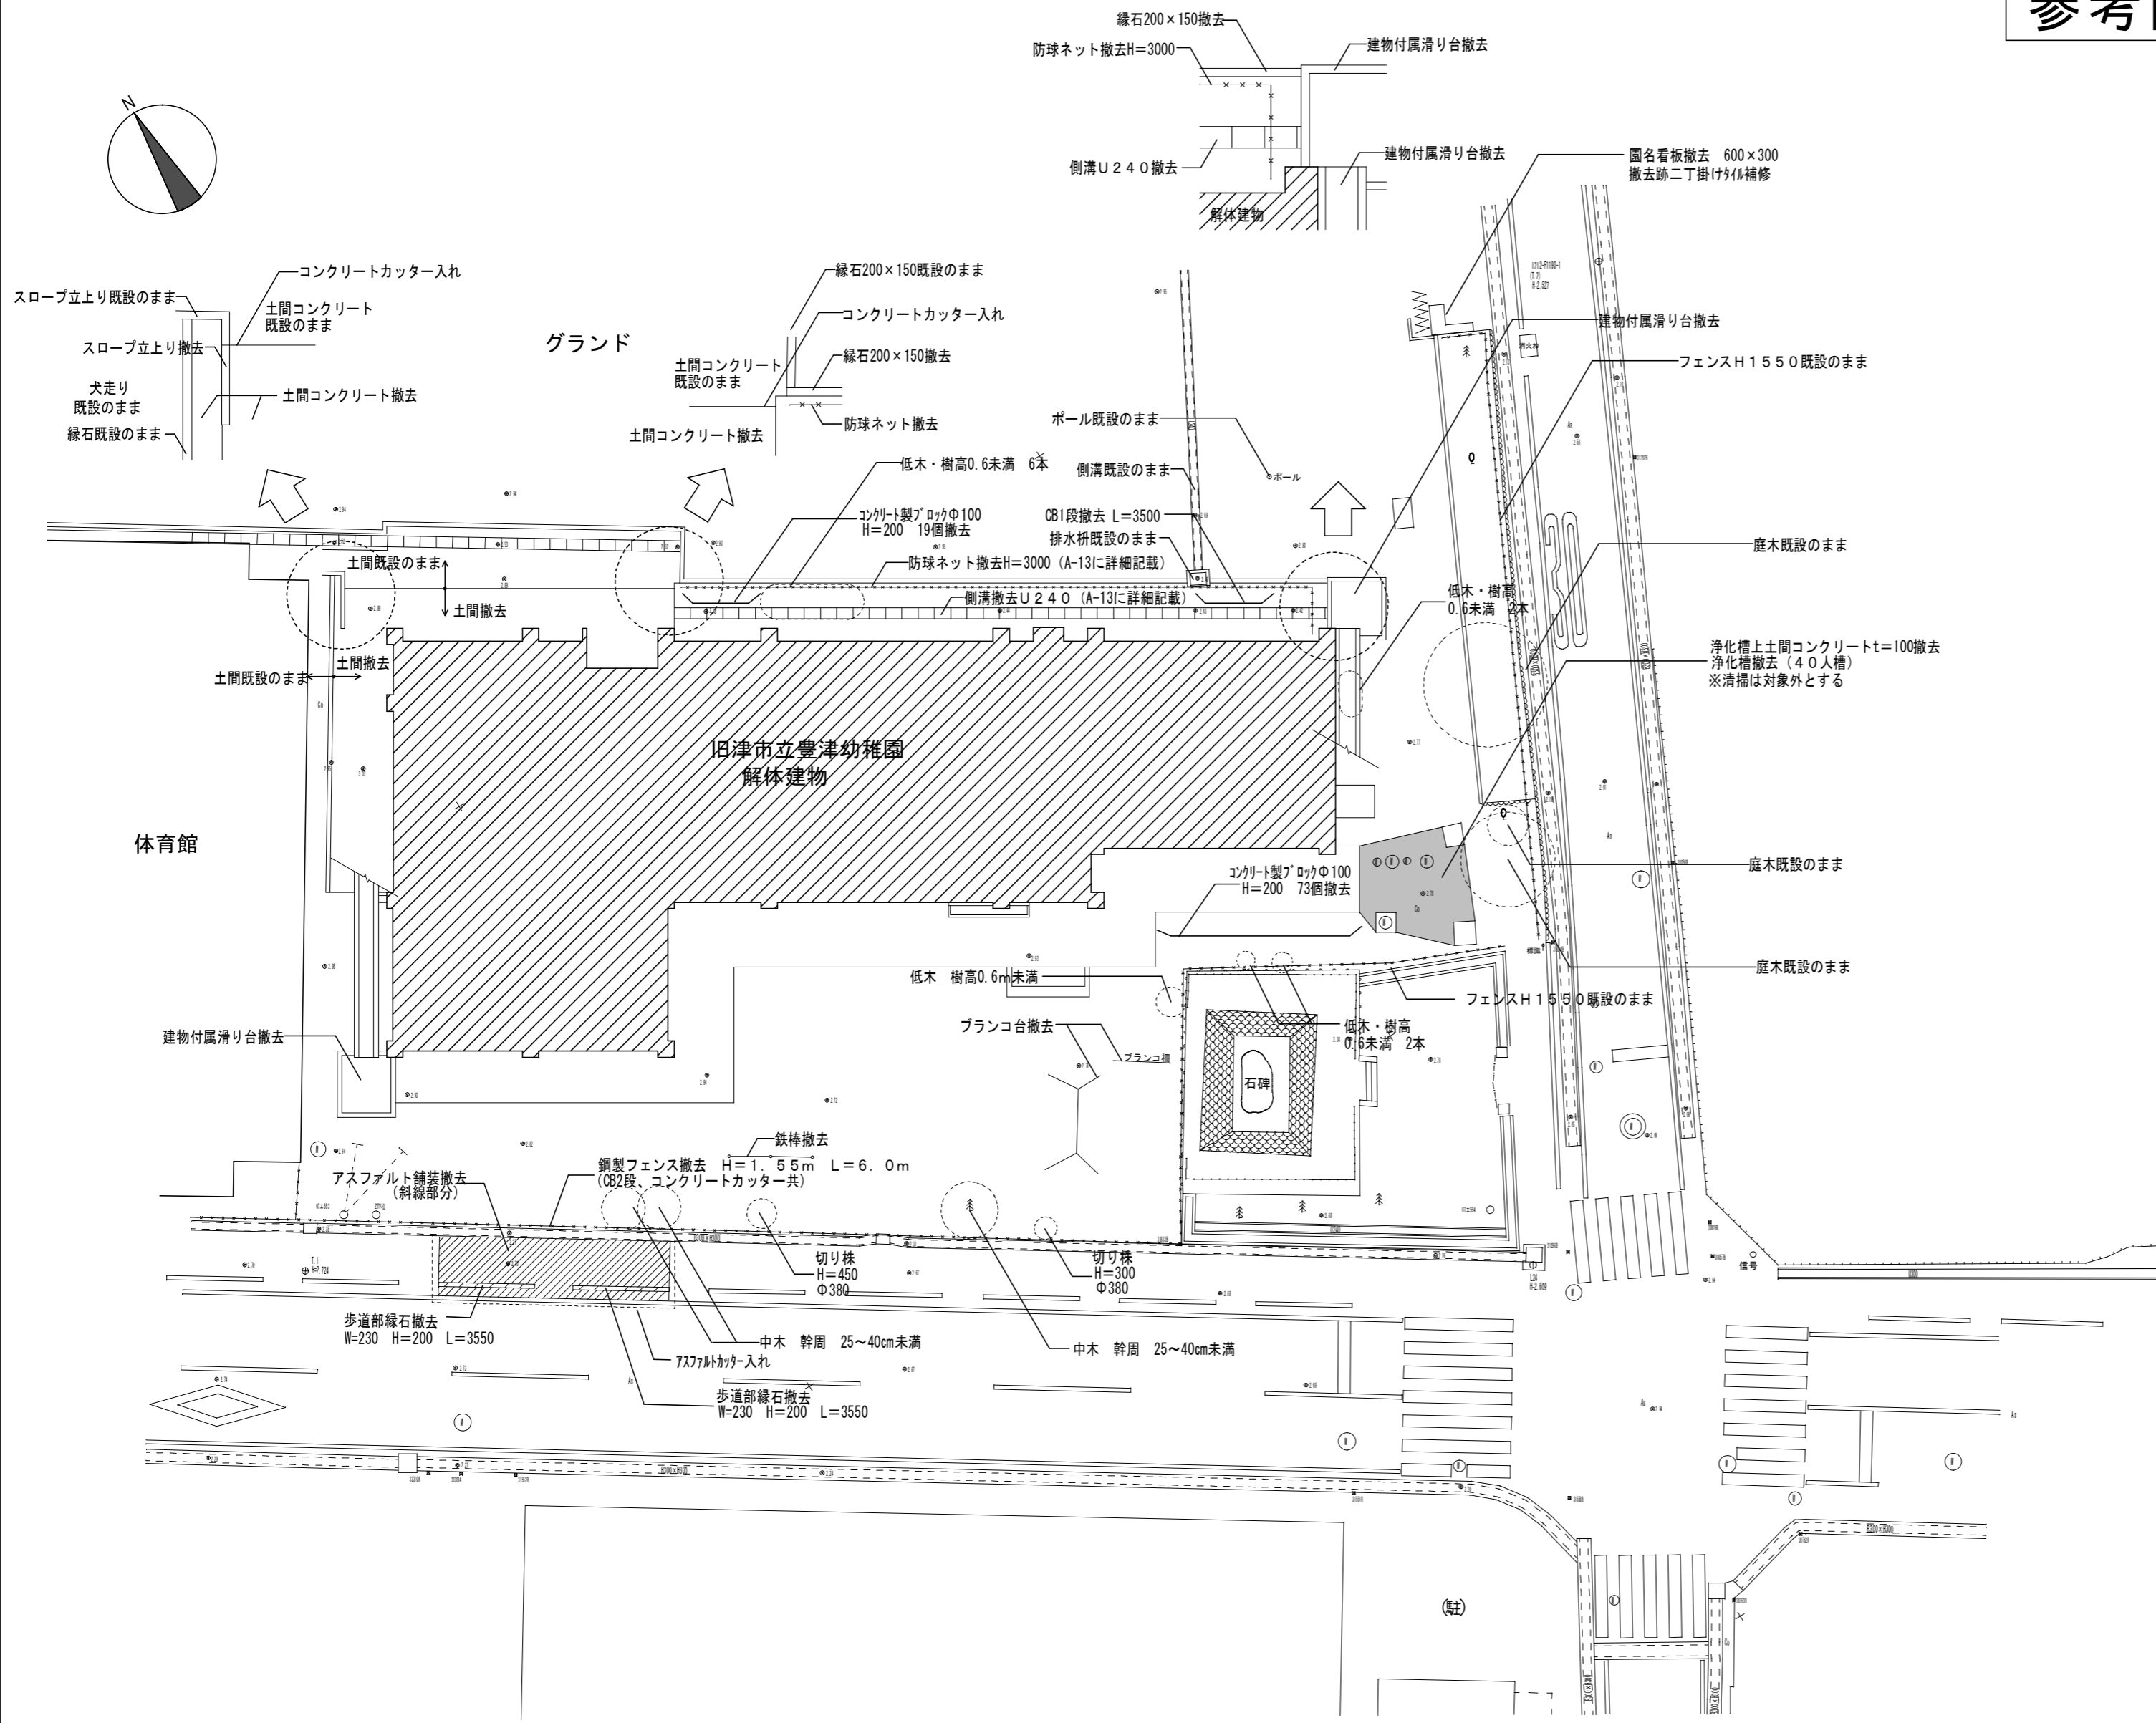 参考
縁石200×150撤去
防球ネット撤去H=3000
建物付属滑り台撤去
側溝U240撤去
建物付属滑り台撤去
解体建物
園名看板撤去 600×300
撤去跡二丁掛けタイル補修
N
コンクリートカッター入れ
スロープ立上り既設のまま
土間コンクリート
既設のまま
スロープ立上り撤去
犬走り
既設のまま
土間コンクリート撤去
縁石既設のまま
グランド
縁石200×150既設のまま
コンクリートカッター入れ
縁石200×150撤去
土間コンクリート
既設のまま
防球ネット撤去
土間コンクリート撤去
建物付属滑り台撤去
消火栓
フェンスH1550既設のまま
ポール既設のまま
ポール
低木・樹高0.6未満 6本
側溝既設のまま
コンクリート製ブロックΦ100
H=200 19個撤去
CB1段撤去 L=3500
排水桝既設のまま
防球ネット撤去H=3000(A-13に詳細記載)
側溝撤去U240(A-13に詳細記載)
土間既設のまま
土間撤去
庭木既設のまま
低木・樹高
0.6未満 2本
浄化槽上土間コンクリートt=100撤去
浄化槽撤去(40人槽)
※清掃は対象外とする
土間撤去
土間既設のまま
Co
旧津市立豊津幼稚園
解体建物
体育館
庭木既設のまま
コンクリート製ブロックΦ100
H=200 73個撤去
標識
庭木既設のまま
低木 樹高0.6m未満
フェンスH1550既設のまま
ブランコ台撤去
低木・樹高
0.6未満 2本
ブランコ柵
石碑
建物付属滑り台撤去
鉄棒撤去
鋼製フェンス撤去 H=1.55m L=6.0m
(CB2段、コンクリートカッター共)
アスファルト舗装撤去
(斜線部分)
切り株
H=450
Φ380
切り株
H=300
Φ380
信号
T.1
H=2.724
歩道部縁石撤去
W=230 H=200 L=3550
中木 幹周 25~40cm未満
中木 幹周 25~40cm未満
アスファルトカッター入れ
歩道部縁石撤去
W=230 H=200 L=3550
As
As
As
(駐)